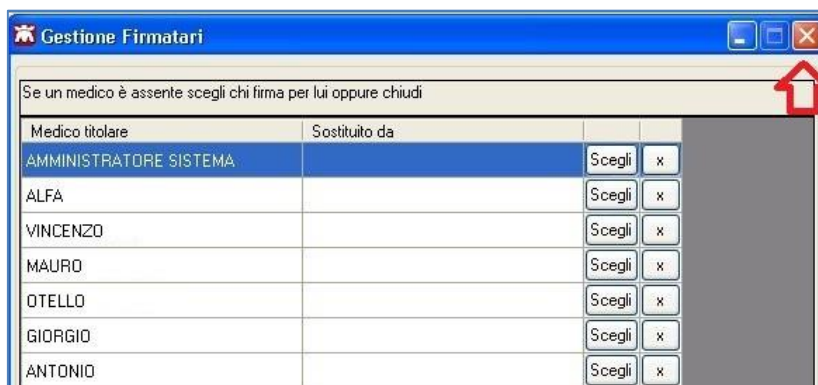 Gestione Firmatari
Se un medico è assente scegli chi firma per lui oppure chiudi
Medico titolare Sostituito da
AMMINISTRATORE SISTEMA Scegli x
ALFA Scegli x
VINCENZO Scegli x
MAURO Scegli x
OTELLO Scegli x
GIORGIO Scegli x
ANTONIO Scegli x